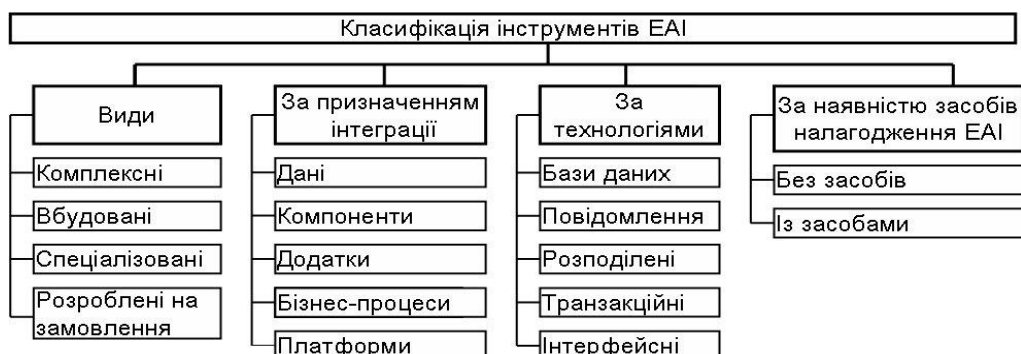 Класифікація інструментів EAI
Види
Комплексні
Вбудовані
Спеціалізовані
Розроблені на
замовлення
За призначенням
інтеграції
Дані
Компоненти
Додатки
Бізнес-процеси
Платформи
За
технологіями
Бази даних
Повідомлення
Розподілені
Транзакційні
Інтерфейсні
За наявністю засобів
налагодження EAI
Без засобів
Із засобами